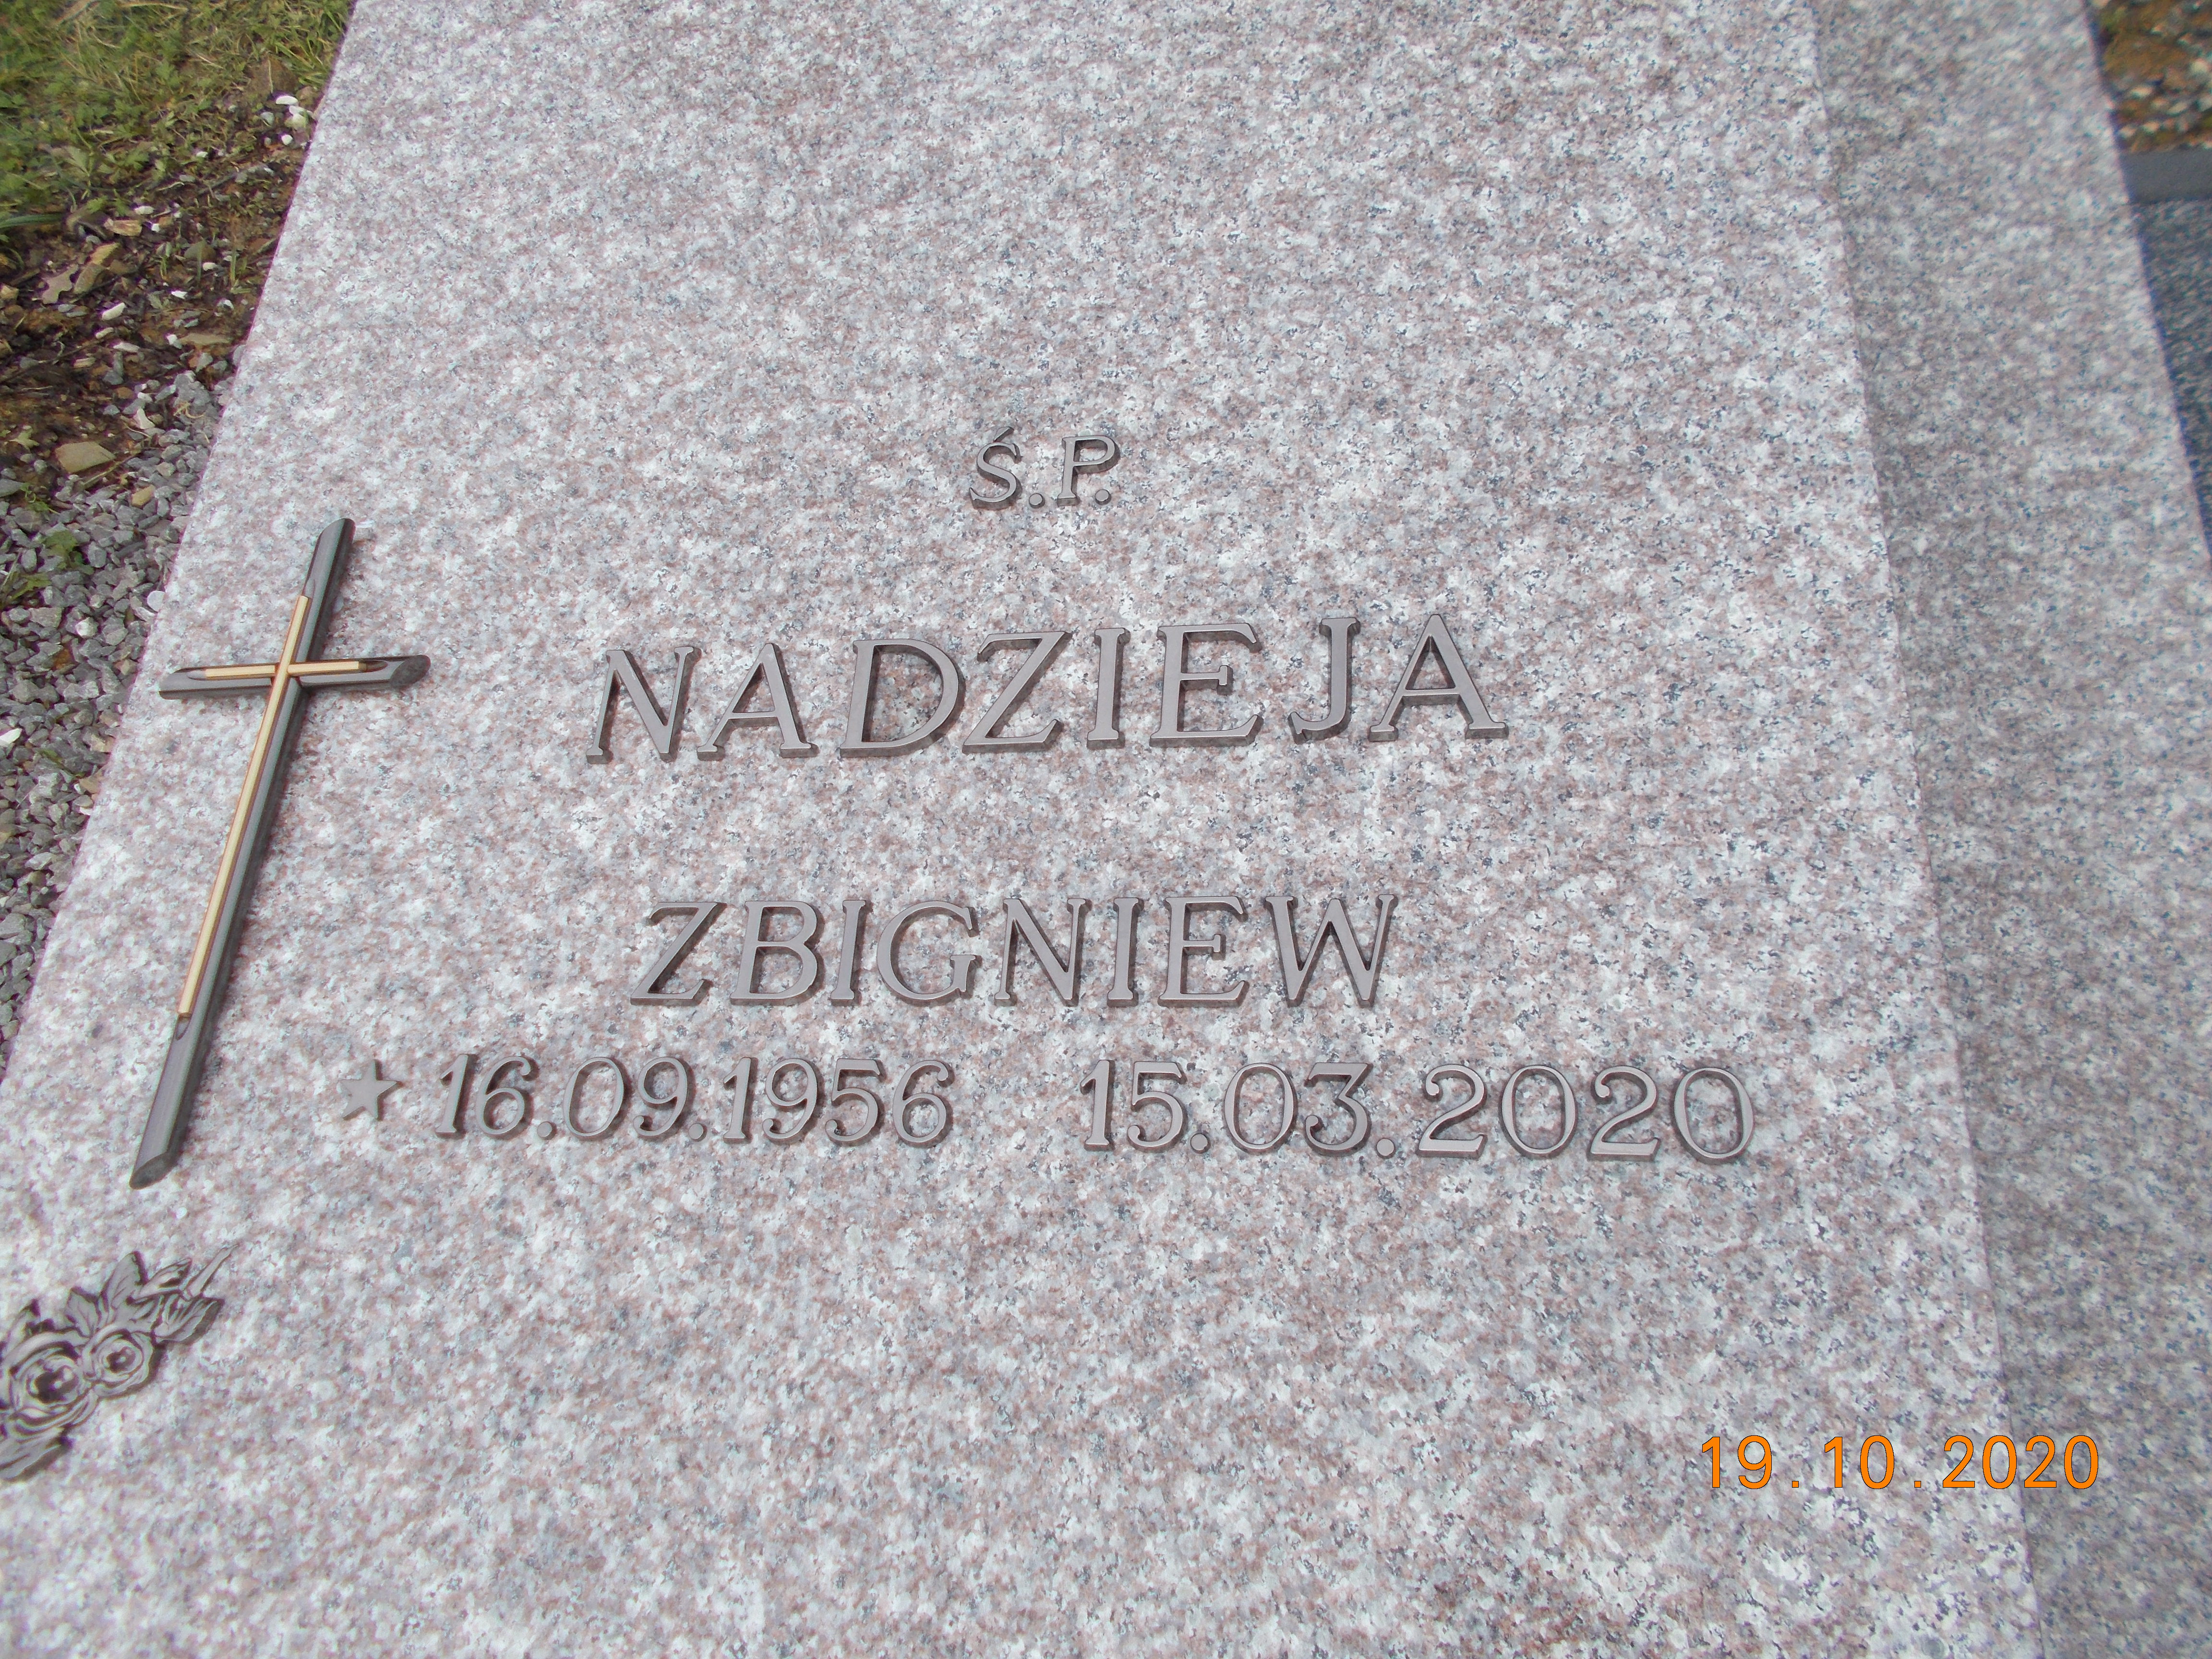 Ś.P.
NADZIEJA
ZBIGNIEW
★ 16.09.1956 15.03.2020
19.10.2020